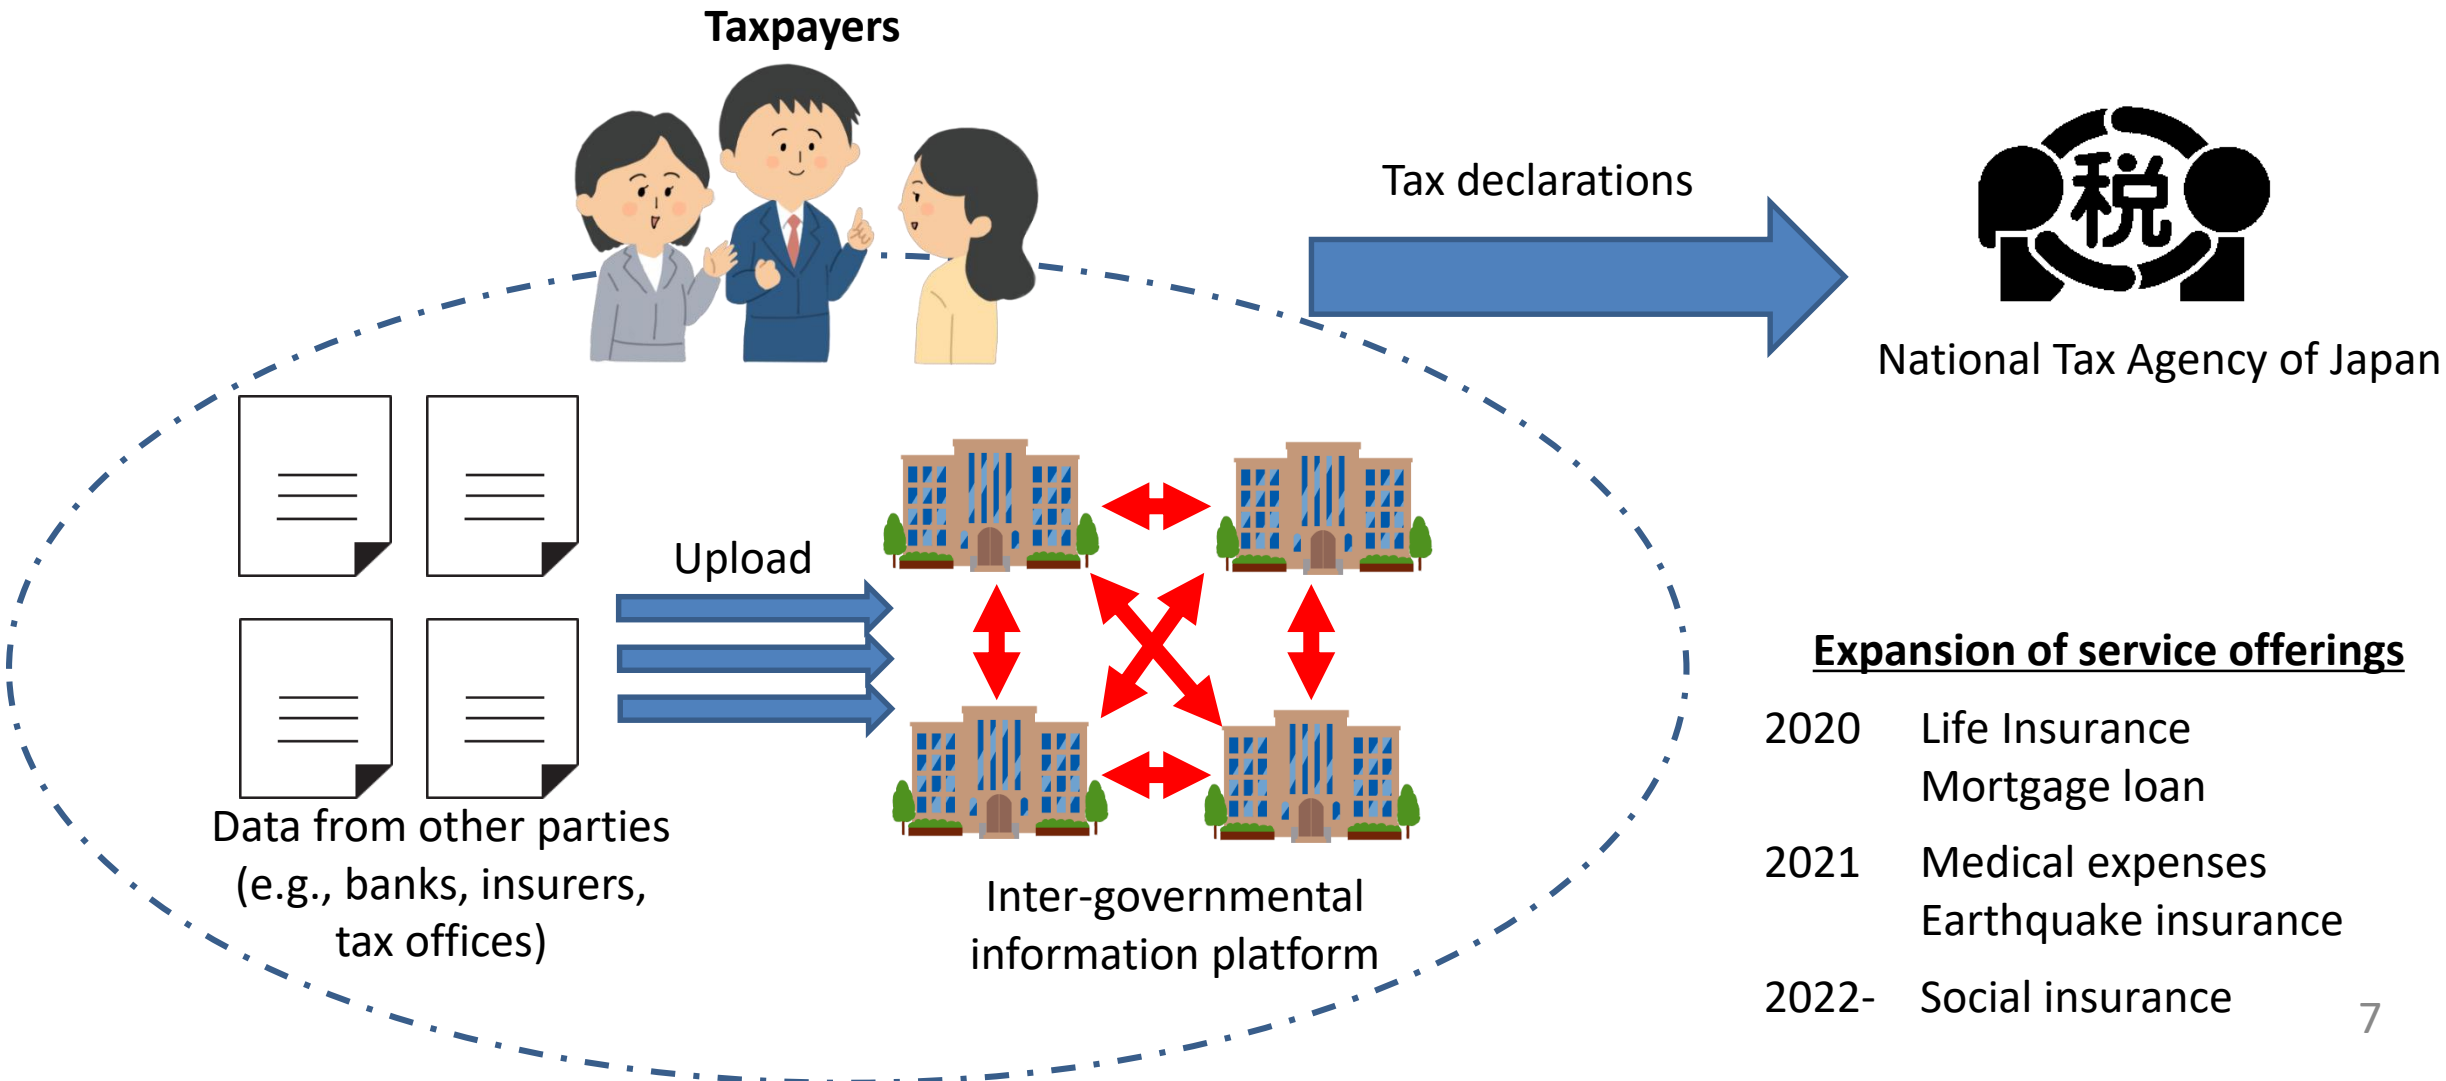 Taxpayers
Tax declarations
税
National Tax Agency of Japan
Upload
Data from other parties
(e.g., banks, insurers,
tax offices)
Inter-governmental
information platform
Expansion of service offerings
2020 Life Insurance
Mortgage loan
2021 Medical expenses
Earthquake insurance
2022- Social insurance
7